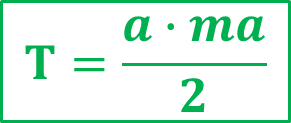 T = a · ma / 2